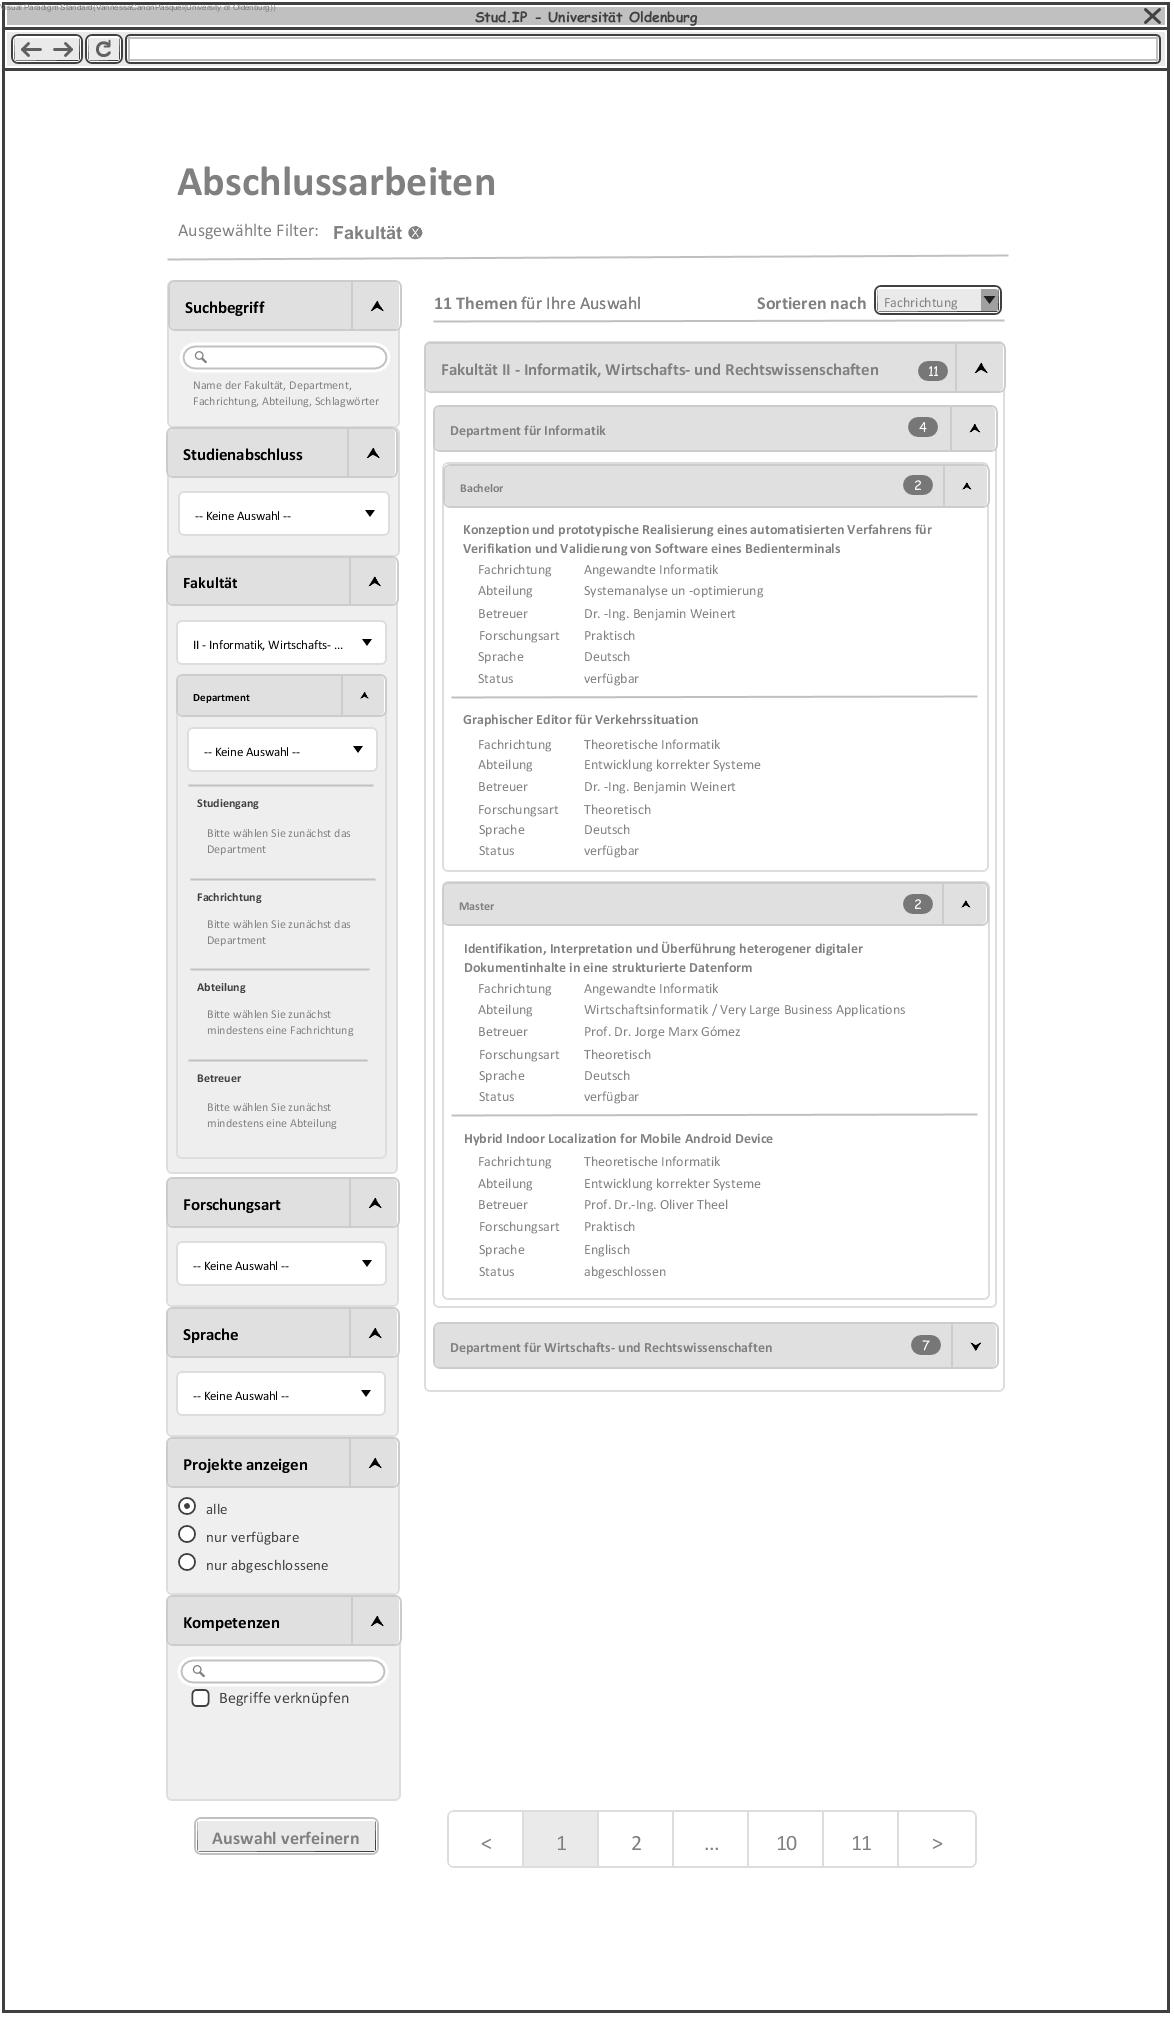 Visual Paradigm Standard(VannessaCanonPasquel(University of Oldenburg))
Stud.IP - Universität Oldenburg
Abschlussarbeiten
Ausgewählte Filter: Fakultät X
Suchbegriff
Name der Fakultät, Department,
Fachrichtung, Abteilung, Schlagwörter
Studienabschluss
-- Keine Auswahl --
Fakultät
II - Informatik, Wirtschafts- ...
Department
-- Keine Auswahl --
Studiengang
Bitte wählen Sie zunächst das
Department
Fachrichtung
Bitte wählen Sie zunächst das
Department
Abteilung
Bitte wählen Sie zunächst
mindestens eine Fachrichtung
Betreuer
Bitte wählen Sie zunächst
mindestens eine Abteilung
Forschungsart
-- Keine Auswahl --
Sprache
-- Keine Auswahl --
Projekte anzeigen
alle
nur verfügbare
nur abgeschlossene
Kompetenzen
Begriffe verknüpfen
Auswahl verfeinern
11 Themen für Ihre Auswahl Sortieren nach Fachrichtung
Fakultät II - Informatik, Wirtschafts- und Rechtswissenschaften 11
Department für Informatik 4
Bachelor 2
Konzeption und prototypische Realisierung eines automatisierten Verfahrens für
Verifikation und Validierung von Software eines Bedienterminals
Fachrichtung Angewandte Informatik
Abteilung Systemanalyse un -optimierung
Betreuer Dr. -Ing. Benjamin Weinert
Forschungsart Praktisch
Sprache Deutsch
Status verfügbar
Graphischer Editor für Verkehrssituation
Fachrichtung Theoretische Informatik
Abteilung Entwicklung korrekter Systeme
Betreuer Dr. -Ing. Benjamin Weinert
Forschungsart Theoretisch
Sprache Deutsch
Status verfügbar
Master 2
Identifikation, Interpretation und Überführung heterogener digitaler
Dokumentinhalte in eine strukturierte Datenform
Fachrichtung Angewandte Informatik
Abteilung Wirtschaftsinformatik / Very Large Business Applications
Betreuer Prof. Dr. Jorge Marx Gómez
Forschungsart Theoretisch
Sprache Deutsch
Status verfügbar
Hybrid Indoor Localization for Mobile Android Device
Fachrichtung Theoretische Informatik
Abteilung Entwicklung korrekter Systeme
Betreuer Prof. Dr.-Ing. Oliver Theel
Forschungsart Praktisch
Sprache Englisch
Status abgeschlossen
Department für Wirtschafts- und Rechtswissenschaften 7
< 1 2 ... 10 11 >